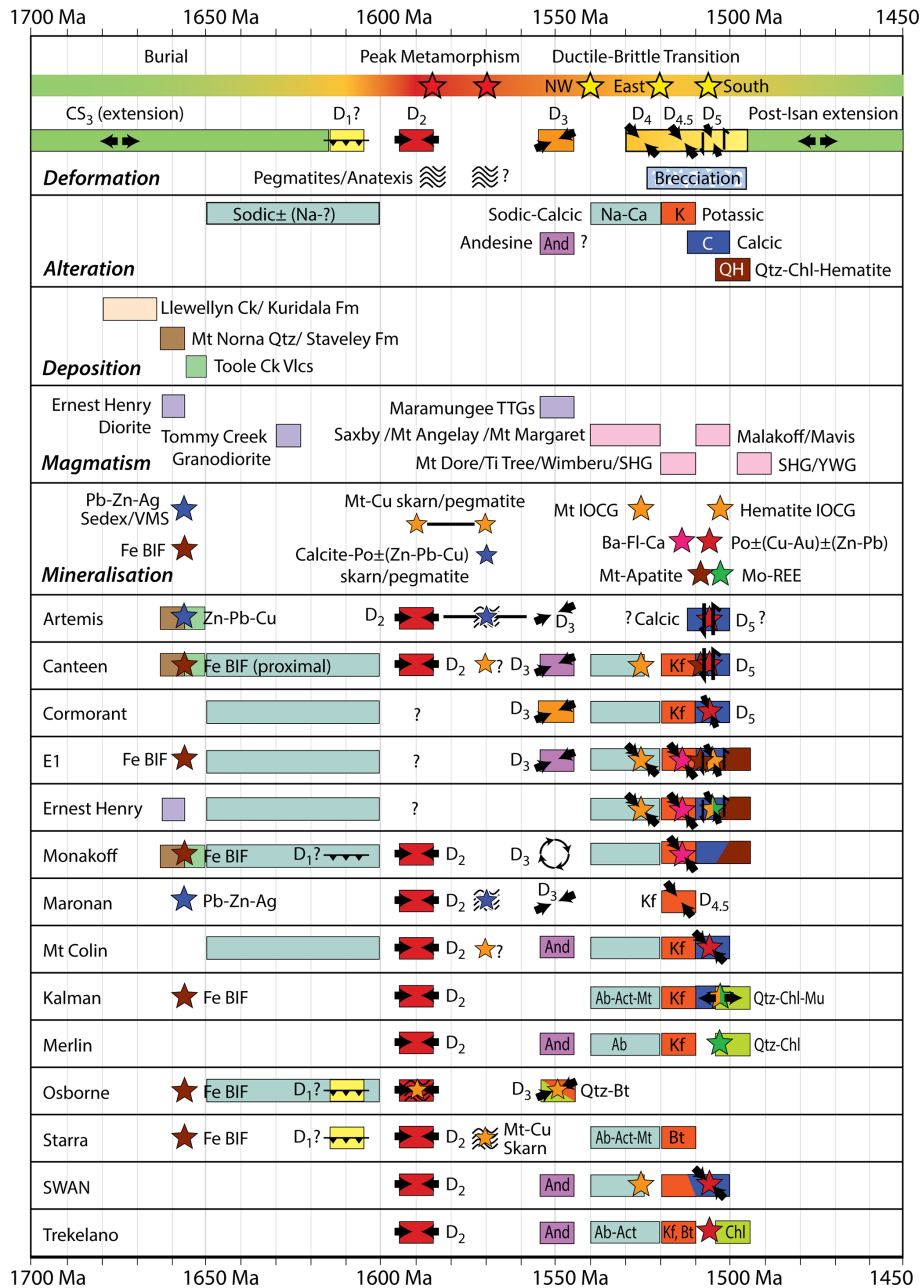 1700 Ma 1650 Ma 1600 Ma 1550 Ma 1500 Ma 1450
Burial Peak Metamorphism Ductile-Brittle Transition
NW East South
CS3 (extension) D1? D2 D3 D4 D4.5 D5 Post-Isan extension
Deformation Pegmatites/Anatexis ? Brecciation
Sodic± (Na-?) Sodic-Calcic Na-Ca K Potassic
Andesine And ? C Calcic
Alteration QH Qtz-Chl-Hematite
Llewellyn Ck/ Kuridala Fm
Mt Norna Qtz/ Staveley Fm
Deposition Toole Ck Vlcs
Ernest Henry
Diorite
Maramungee TTGs
Tommy Creek
Granodiorite
Saxby /Mt Angelay /Mt Margaret Malakoff/Mavis
Magmatism Mt Dore/Ti Tree/Wimberu/SHG SHG/YWG
Pb-Zn-Ag
Sedex/VMS
Mt-Cu skarn/pegmatite Mt IOCG Hematite IOCG
Fe BIF
Calcite-Po±(Zn-Pb-Cu)
skarn/pegmatite
Ba-Fl-Ca Po±(Cu-Au)±(Zn-Pb)
Mineralisation Mt-Apatite Mo-REE
Artemis Zn-Pb-Cu D2 D3 ? Calcic D5 ?
Canteen Fe BIF (proximal) D2 ? D3 Kf D5
Cormorant ? D3 Kf D5
E1 Fe BIF ? D3
Ernest Henry ?
Monakoff Fe BIF D1? D2 D3
Maronan Pb-Zn-Ag D2 D3 Kf D4.5
Mt Colin D2 ? And Kf
Kalman Fe BIF D2 Ab-Act-Mt Kf Qtz-Chl-Mu
Merlin D2 And Ab Kf Qtz-Chl
Osborne Fe BIF D1? D2 D3 Qtz-Bt
Starra Fe BIF D1? D2 Mt-Cu
Skarn
Ab-Act-Mt Bt
SWAN D2 And
Trekelano D2 And Ab-Act Kf, Bt Chl
1700 Ma 1650 Ma 1600 Ma 1550 Ma 1500 Ma 1450